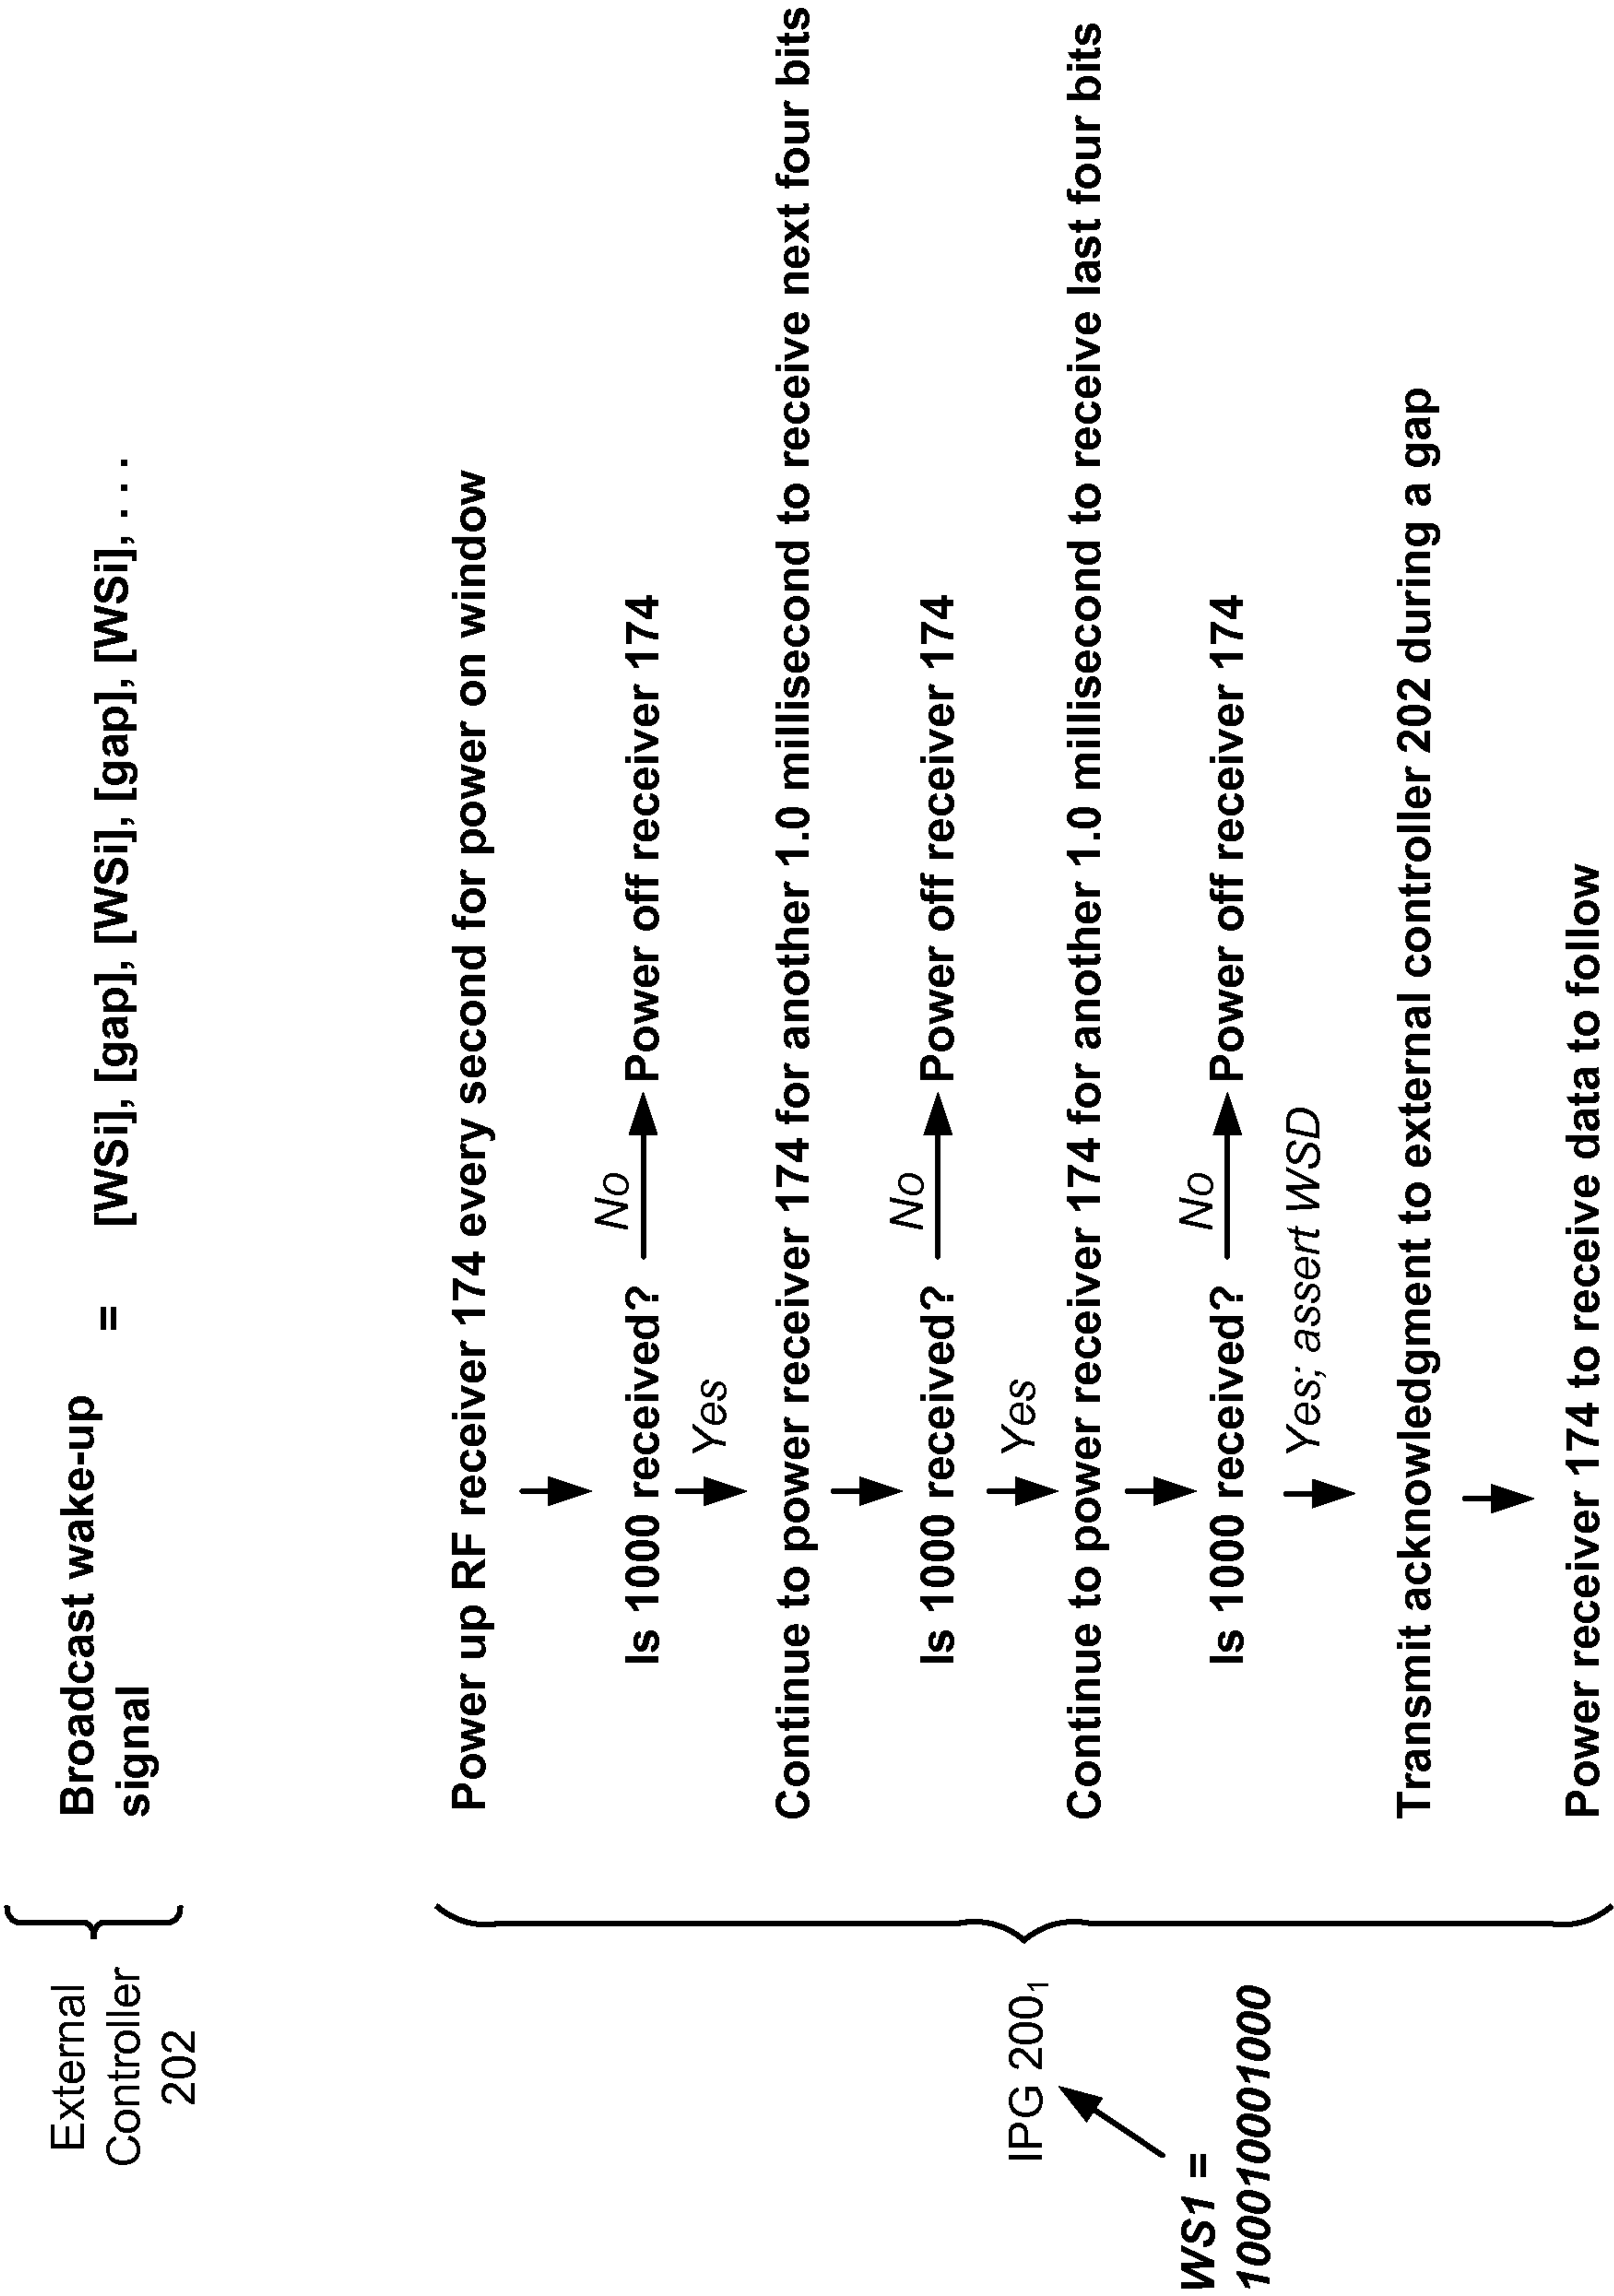 External
Controller
202
Broadcast wake-up
signal
=
[WSi], [gap], [WSi], [gap], [WSi], . . .
Power up RF receiver 174 every second for power on window
Is 1000 received?
No
Power off receiver 174
Yes
Continue to power receiver 174 for another 1.0 millisecond to receive next four bits
Is 1000 received?
No
Power off receiver 174
Yes
Continue to power receiver 174 for another 1.0 millisecond to receive last four bits
Is 1000 received?
No
Power off receiver 174
Yes; assert WSD
Transmit acknowledgment to external controller 202 during a gap
Power receiver 174 to receive data to follow
IPG 200₁
WS1 =
100010001000